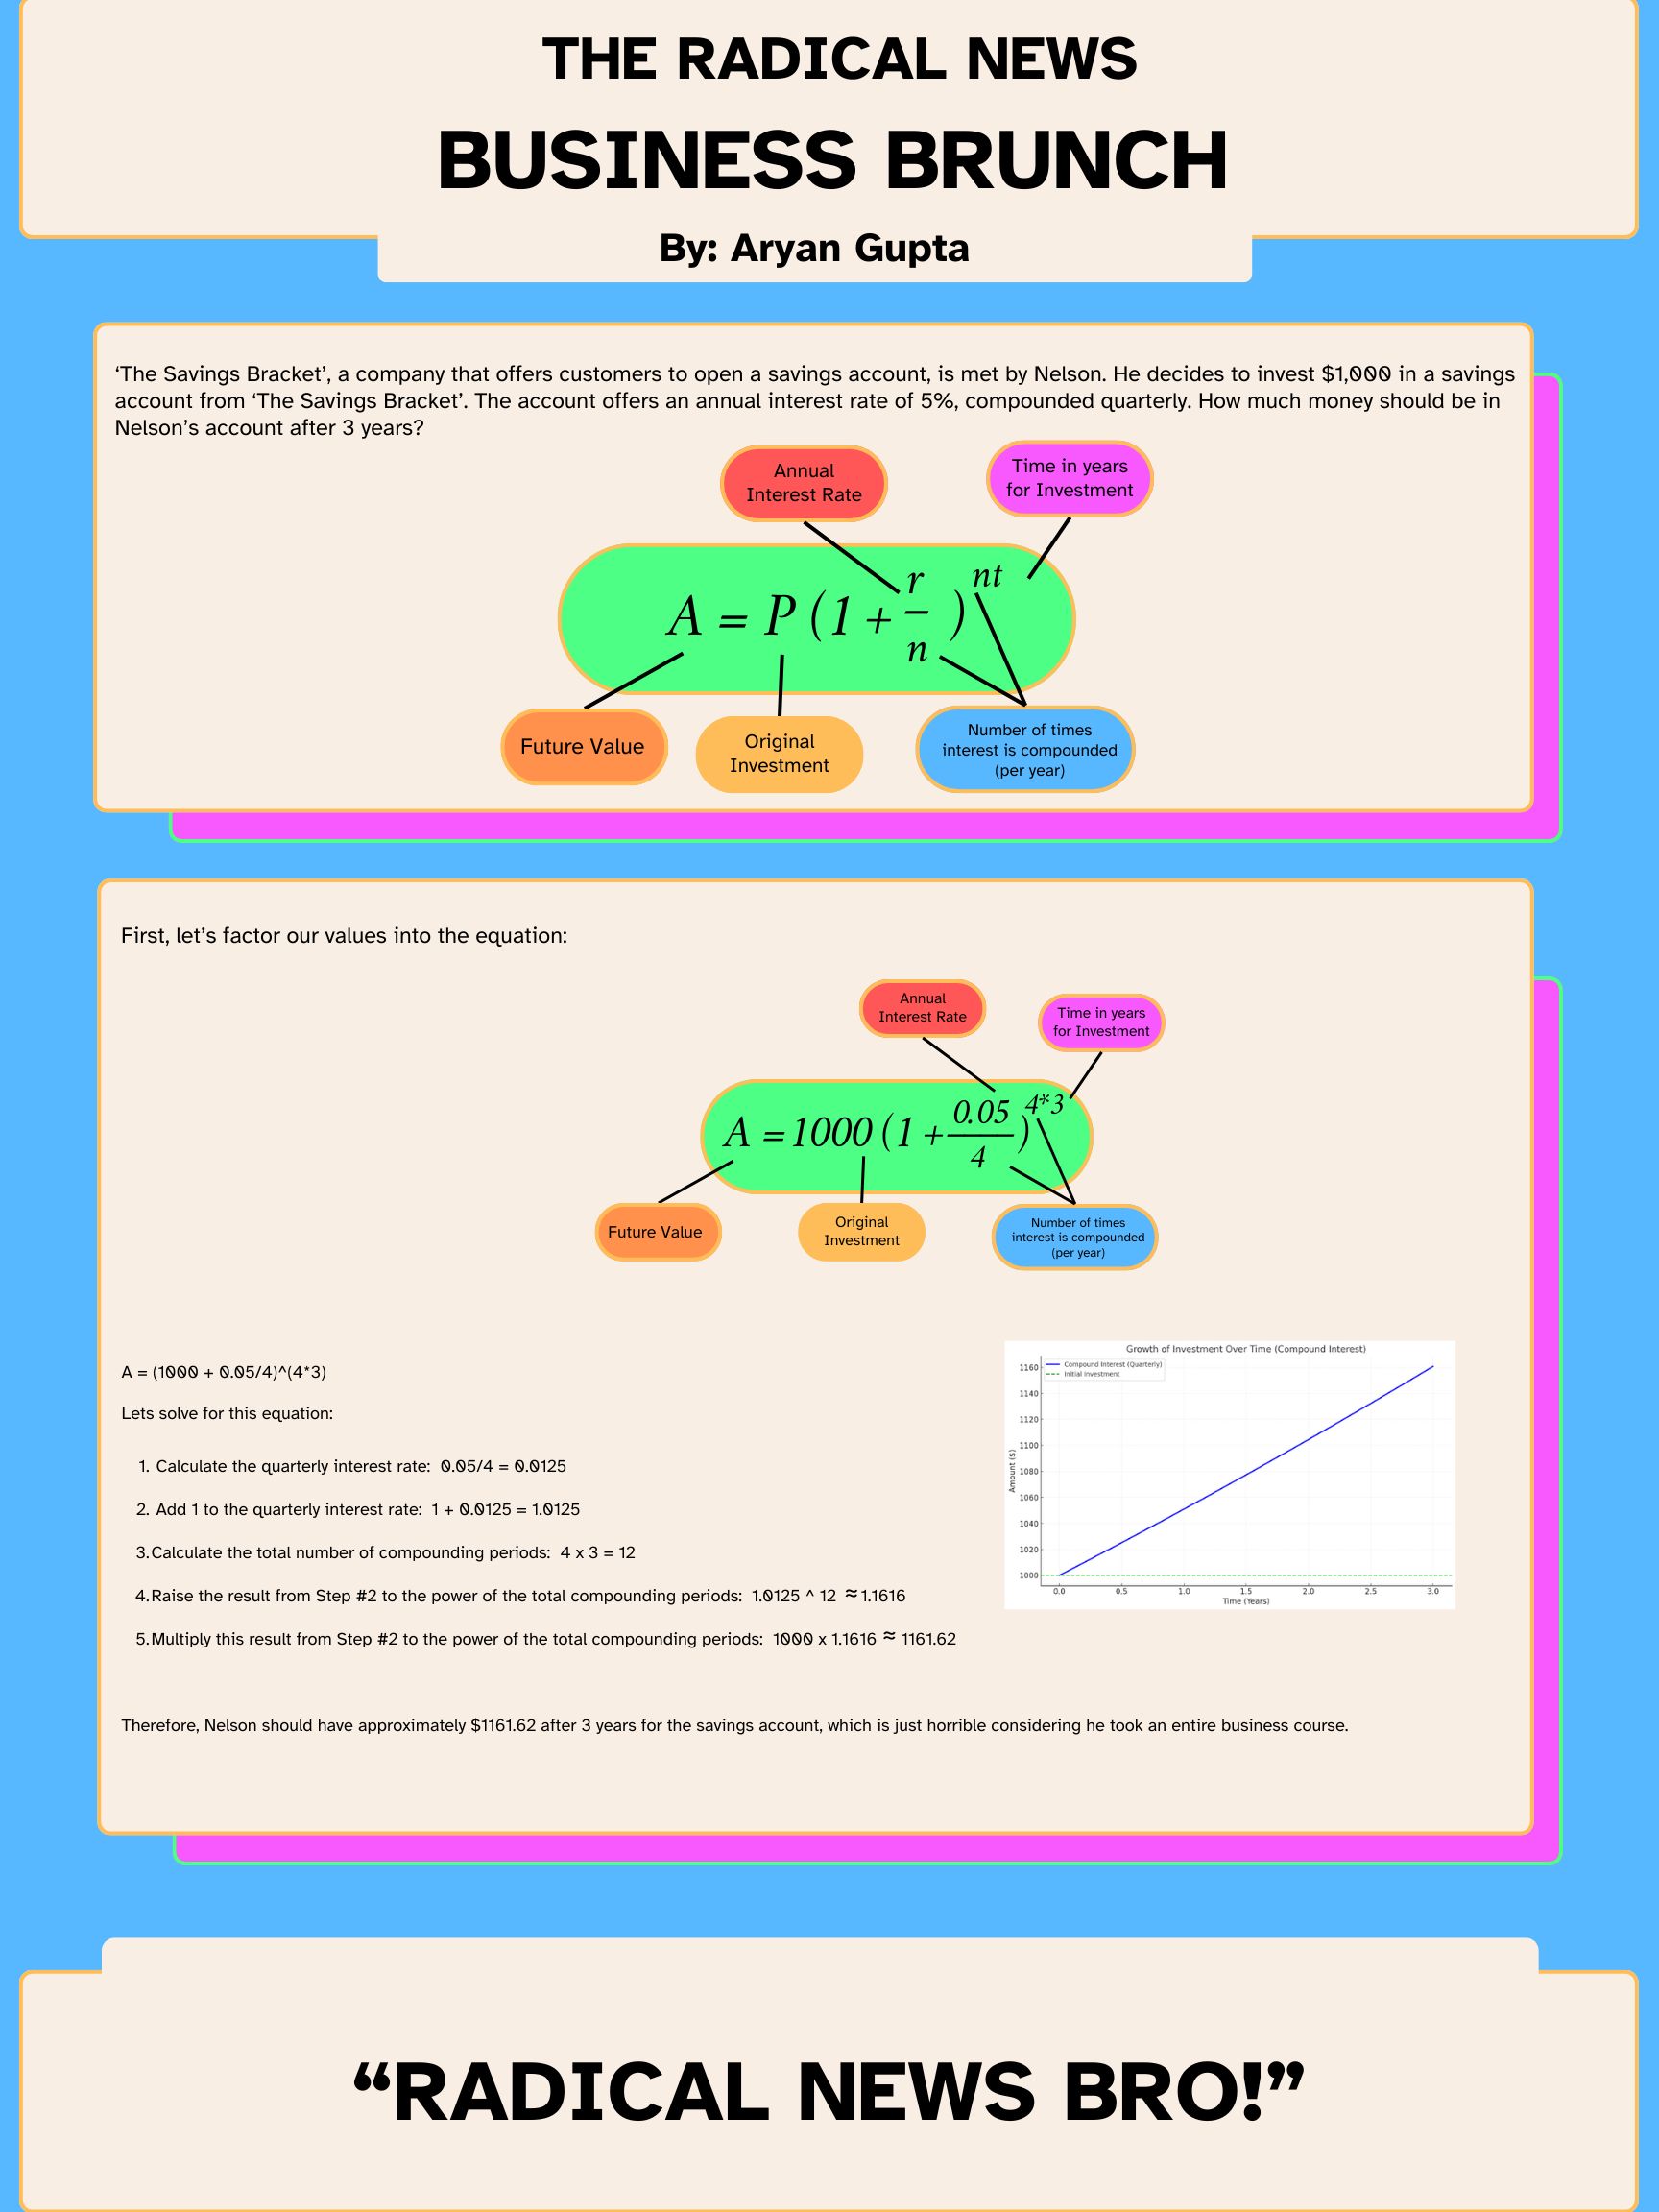 THE RADICAL NEWS
BUSINESS BRUNCH
By: Aryan Gupta
‘The Savings Bracket’, a company that offers customers to open a savings account, is met by Nelson. He decides to invest $1,000 in a savings
account from ‘The Savings Bracket’. The account offers an annual interest rate of 5%, compounded quarterly. How much money should be in
Nelson’s account after 3 years?
Annual
Interest Rate
Time in years
for Investment
A = P (1 + r/n )^nt
Future Value
Original
Investment
Number of times
interest is compounded
(per year)
First, let’s factor our values into the equation:
Annual
Interest Rate
Time in years
for Investment
A = 1000 (1 + 0.05/4 )^4*3
Future Value
Original
Investment
Number of times
interest is compounded
(per year)
A = (1000 + 0.05/4)^(4*3)
Lets solve for this equation:
1. Calculate the quarterly interest rate: 0.05/4 = 0.0125
2. Add 1 to the quarterly interest rate: 1 + 0.0125 = 1.0125
3. Calculate the total number of compounding periods: 4 x 3 = 12
4. Raise the result from Step #2 to the power of the total compounding periods: 1.0125 ^ 12 ≈ 1.1616
5. Multiply this result from Step #2 to the power of the total compounding periods: 1000 x 1.1616 ≈ 1161.62
Growth of Investment Over Time (Compound Interest)
Compound Interest (Quarterly)
Initial Investment
Amount ($)
1160
1140
1120
1100
1080
1060
1040
1020
1000
0.0 0.5 1.0 1.5 2.0 2.5 3.0
Time (Years)
Therefore, Nelson should have approximately $1161.62 after 3 years for the savings account, which is just horrible considering he took an entire business course.
“RADICAL NEWS BRO!”